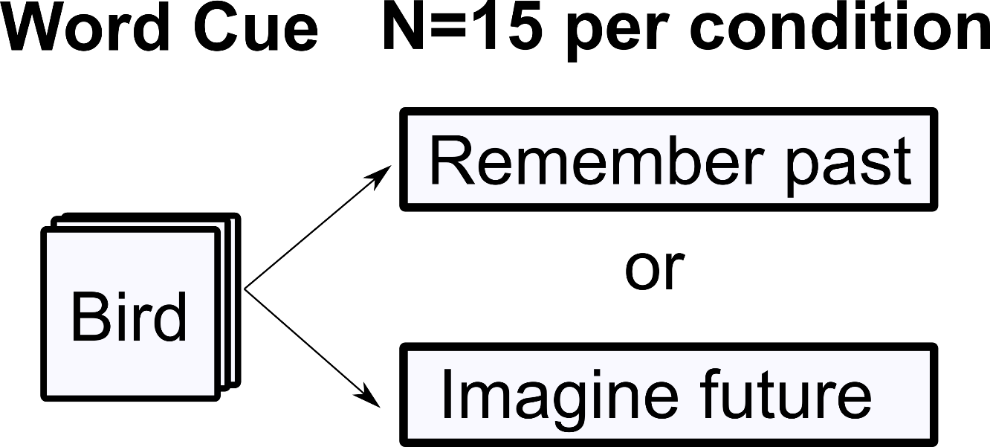 Word Cue N=15 per condition
Remember past
or
Bird
Imagine future